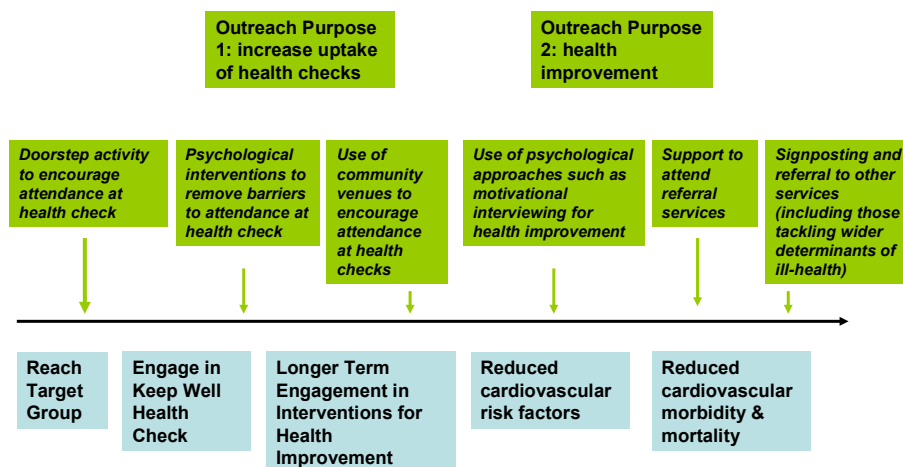 Outreach Purpose
1: increase uptake
of health checks
Outreach Purpose
2: health
improvement
Doorstep activity
to encourage
attendance at
health check
Psychological
interventions to
remove barriers
to attendance at
health check
Use of
community
venues to
encourage
attendance
at health
checks
Use of psychological
approaches such as
motivational
interviewing for
health improvement
Support to
attend
referral
services
Signposting and
referral to other
services
(including those
tackling wider
determinants of
ill-health)
Reach
Target
Group
Engage in
Keep Well
Health
Check
Longer Term
Engagement in
Interventions for
Health
Improvement
Reduced
cardiovascular
risk factors
Reduced
cardiovascular
morbidity &
mortality